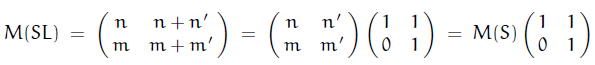 M(SL) = ( n n + n′ ; m m + m′ ) = ( n n′ ; m m′ ) ( 1 1 ; 0 1 ) = M(S) ( 1 1 ; 0 1 )